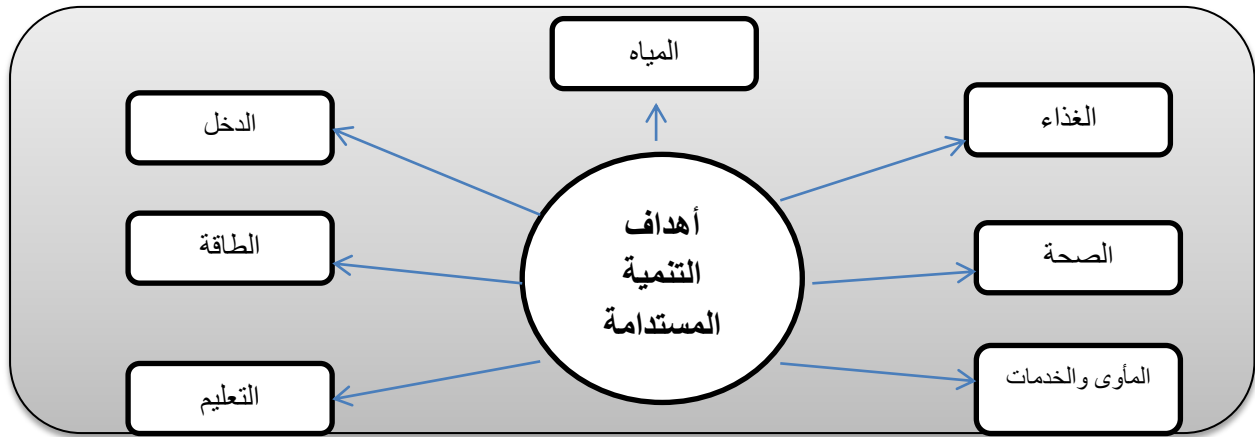 المياه
الغذاء
الدخل
أهداف
التنمية
المستدامة
الصحة
الطاقة
المأوى والخدمات
التعليم